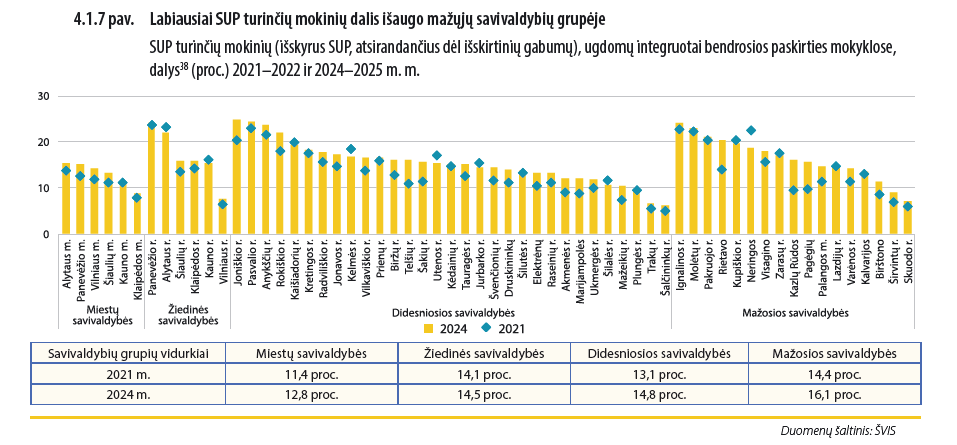 4.1.7 pav. Labiausiai SUP turinčių mokinių dalis išaugo mažųjų savivaldybių grupėje
SUP turinčių mokinių (išskyrus SUP, atsirandančius dėl išskirtinių gabumų), ugdomų integruotai bendrosios paskirties mokyklose,
dalys³⁸ (proc.) 2021–2022 ir 2024–2025 m. m.
30
20
10
0
Alytaus m.
Panevėžio m.
Vilniaus m.
Šiaulių m.
Kauno m.
Klaipėdos m.
Panevėžio r.
Alytaus r.
Šiaulių r.
Klaipėdos r.
Kauno r.
Vilniaus r.
Joniškio r.
Pasvalio r.
Anykščių r.
Rokiškio r.
Kaišiadorių r.
Kretingos r.
Radviliškio r.
Jonavos r.
Kelmės r.
Vilkaviškio r.
Prienų r.
Biržų r.
Telšių r.
Šakių r.
Utenos r.
Kėdainių r.
Tauragės r.
Jurbarko r.
Švenčionių r.
Druskininkų
Šilutės r.
Elektrėnų
Raseinių r.
Akmenės r.
Marijampolės
Ukmergės r.
Šilalės r.
Mažeikių r.
Plungės r.
Trakų r.
Šalčininkų r.
Ignalinos r.
Molėtų r.
Pakruojo r.
Rietavo
Kupiškio r.
Neringos
Visagino
Zarasų r.
Kazlų Rūdos
Pagėgių
Palangos m.
Lazdijų r.
Varėnos r.
Kalvarijos
Birštono
Širvintų r.
Skuodo r.
Miestų savivaldybės
Žiedinės savivaldybės
Didesniosios savivaldybės
Mažosios savivaldybės
2024 2021
Savivaldybių grupių vidurkiai Miestų savivaldybės Žiedinės savivaldybės Didesniosios savivaldybės Mažosios savivaldybės
2021 m. 11,4 proc. 14,1 proc. 13,1 proc. 14,4 proc.
2024 m. 12,8 proc. 14,5 proc. 14,8 proc. 16,1 proc.
Duomenų šaltinis: ŠVIS